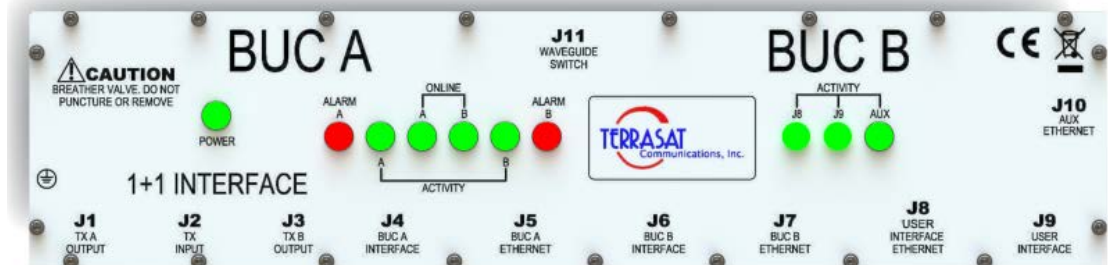 BUC A
J11
WAVEGUIDE
SWITCH
BUC B
CE
CAUTION
BREATHER VALVE. DO NOT
PUNCTURE OR REMOVE
POWER
ALARM
A
ONLINE
A B
ALARM
B
A B
ACTIVITY
TERRASAT
Communications, Inc.
ACTIVITY
J8 J9 AUX
J10
AUX
ETHERNET
1+1 INTERFACE
J1
TX A
OUTPUT
J2
TX
INPUT
J3
TX B
OUTPUT
J4
BUC A
INTERFACE
J5
BUC A
ETHERNET
J6
BUC B
INTERFACE
J7
BUC B
ETHERNET
J8
USER
INTERFACE
ETHERNET
J9
USER
INTERFACE